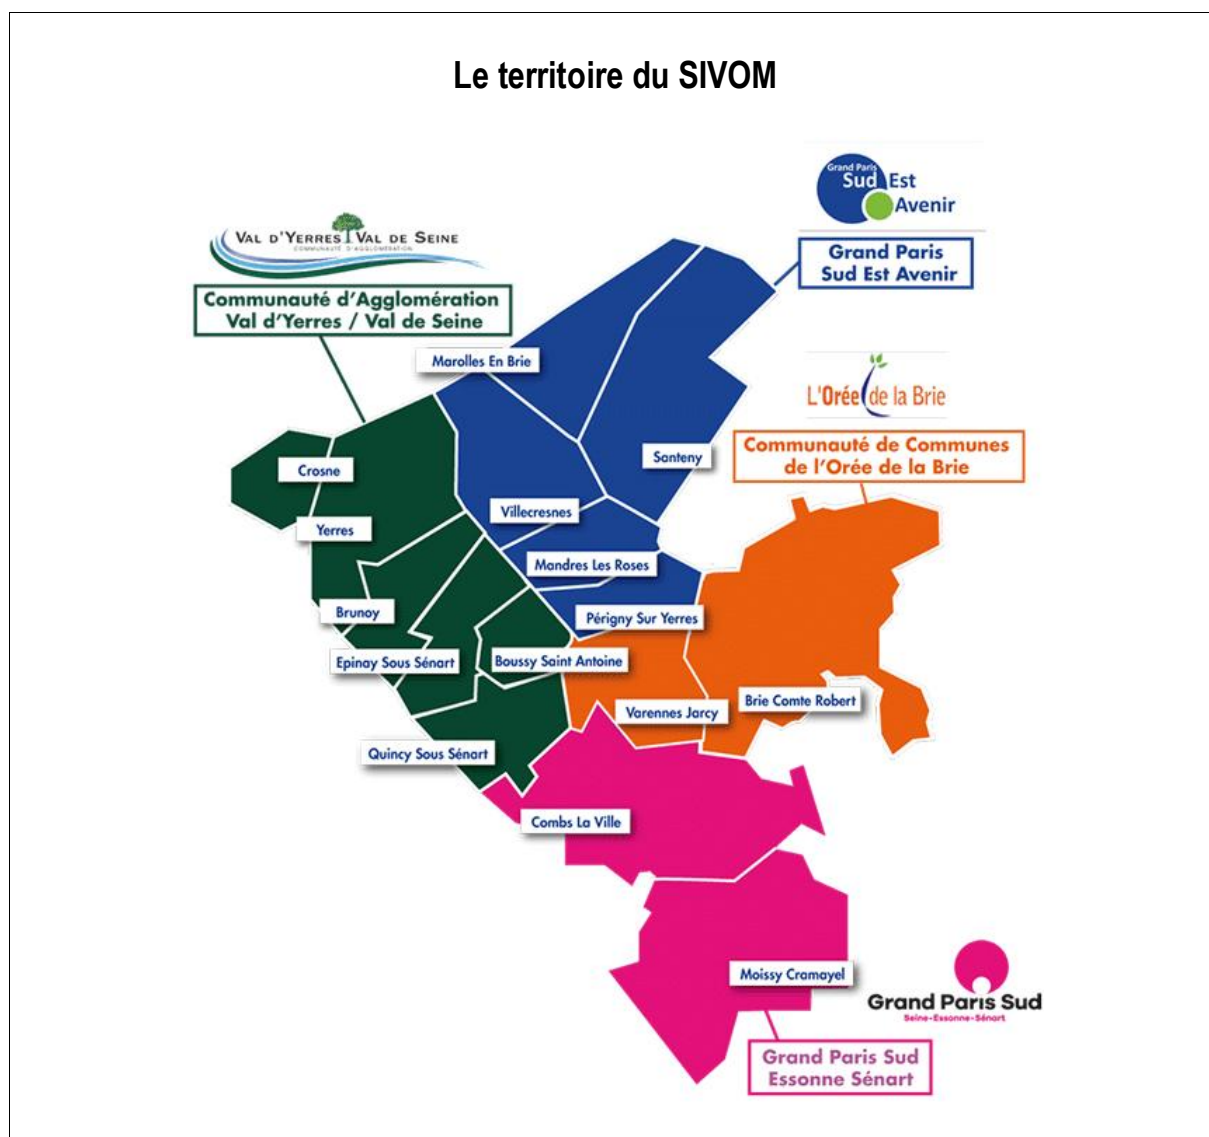 Le territoire du SIVOM
Grand Paris
Sud Est
Avenir
VAL D'YERRES VAL DE SEINE
COMMUNAUTÉ D'AGGLOMÉRATION
Grand Paris
Sud Est Avenir
Communauté d'Agglomération
Val d'Yerres / Val de Seine
Marolles En Brie
L'Orée de la Brie
Communauté de Communes
de l'Orée de la Brie
Santeny
Crosne
Villecresnes
Yerres
Mandres Les Roses
Brunoy
Périgny Sur Yerres
Epinay Sous Sénart
Boussy Saint Antoine
Brie Comte Robert
Varennes Jarcy
Quincy Sous Sénart
Combs La Ville
Moissy Cramayel
Grand Paris Sud
Seine-Essonne-Sénart
Grand Paris Sud
Essonne Sénart